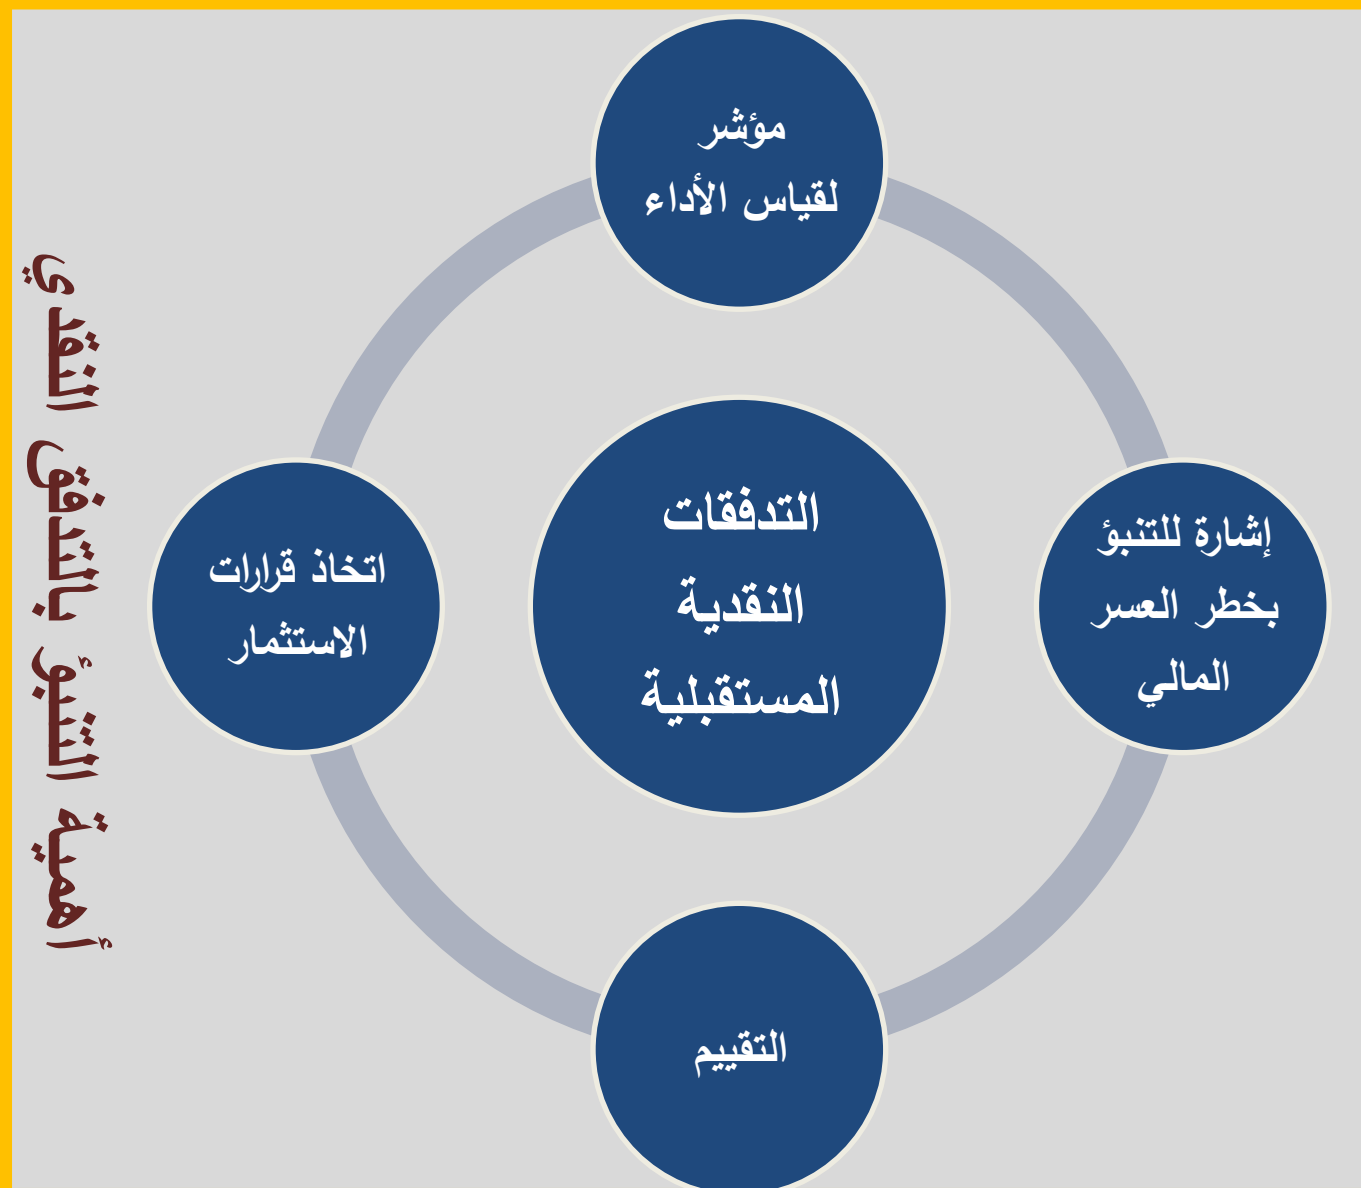 أهمية التنبؤ بالتدفق النقدي
مؤشر
لقياس الأداء
إشارة للتنبؤ
بخطر العسر
المالي
التدفقات
النقدية
المستقبلية
اتخاذ قرارات
الاستثمار
التقييم